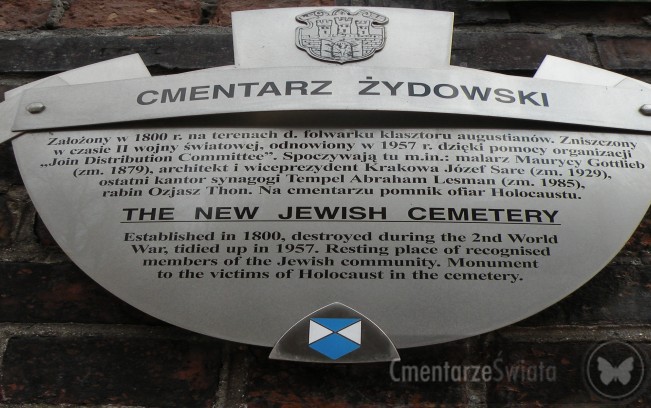 CMENTARZ ŻYDOWSKI
Założony w 1800 r. na terenach d. folwarku klasztoru augustianów. Zniszczony
w czasie II wojny światowej, odnowiony w 1957 r. dzięki pomocy organizacji
„Join Distribution Committee”. Spoczywają tu m.in.: malarz Maurycy Gottlieb
(zm. 1879), architekt i wiceprezydent Krakowa Józef Sare (zm. 1929),
ostatni kantor synagogi Tempel Abraham Lesman (zm. 1985),
rabin Ozjasz Thon. Na cmentarzu pomnik ofiar Holocaustu.
THE NEW JEWISH CEMETERY
Established in 1800, destroyed during the 2nd World
War, tidied up in 1957. Resting place of recognised
members of the Jewish community. Monument
to the victims of Holocaust in the cemetery.
CmentarzeŚwiata